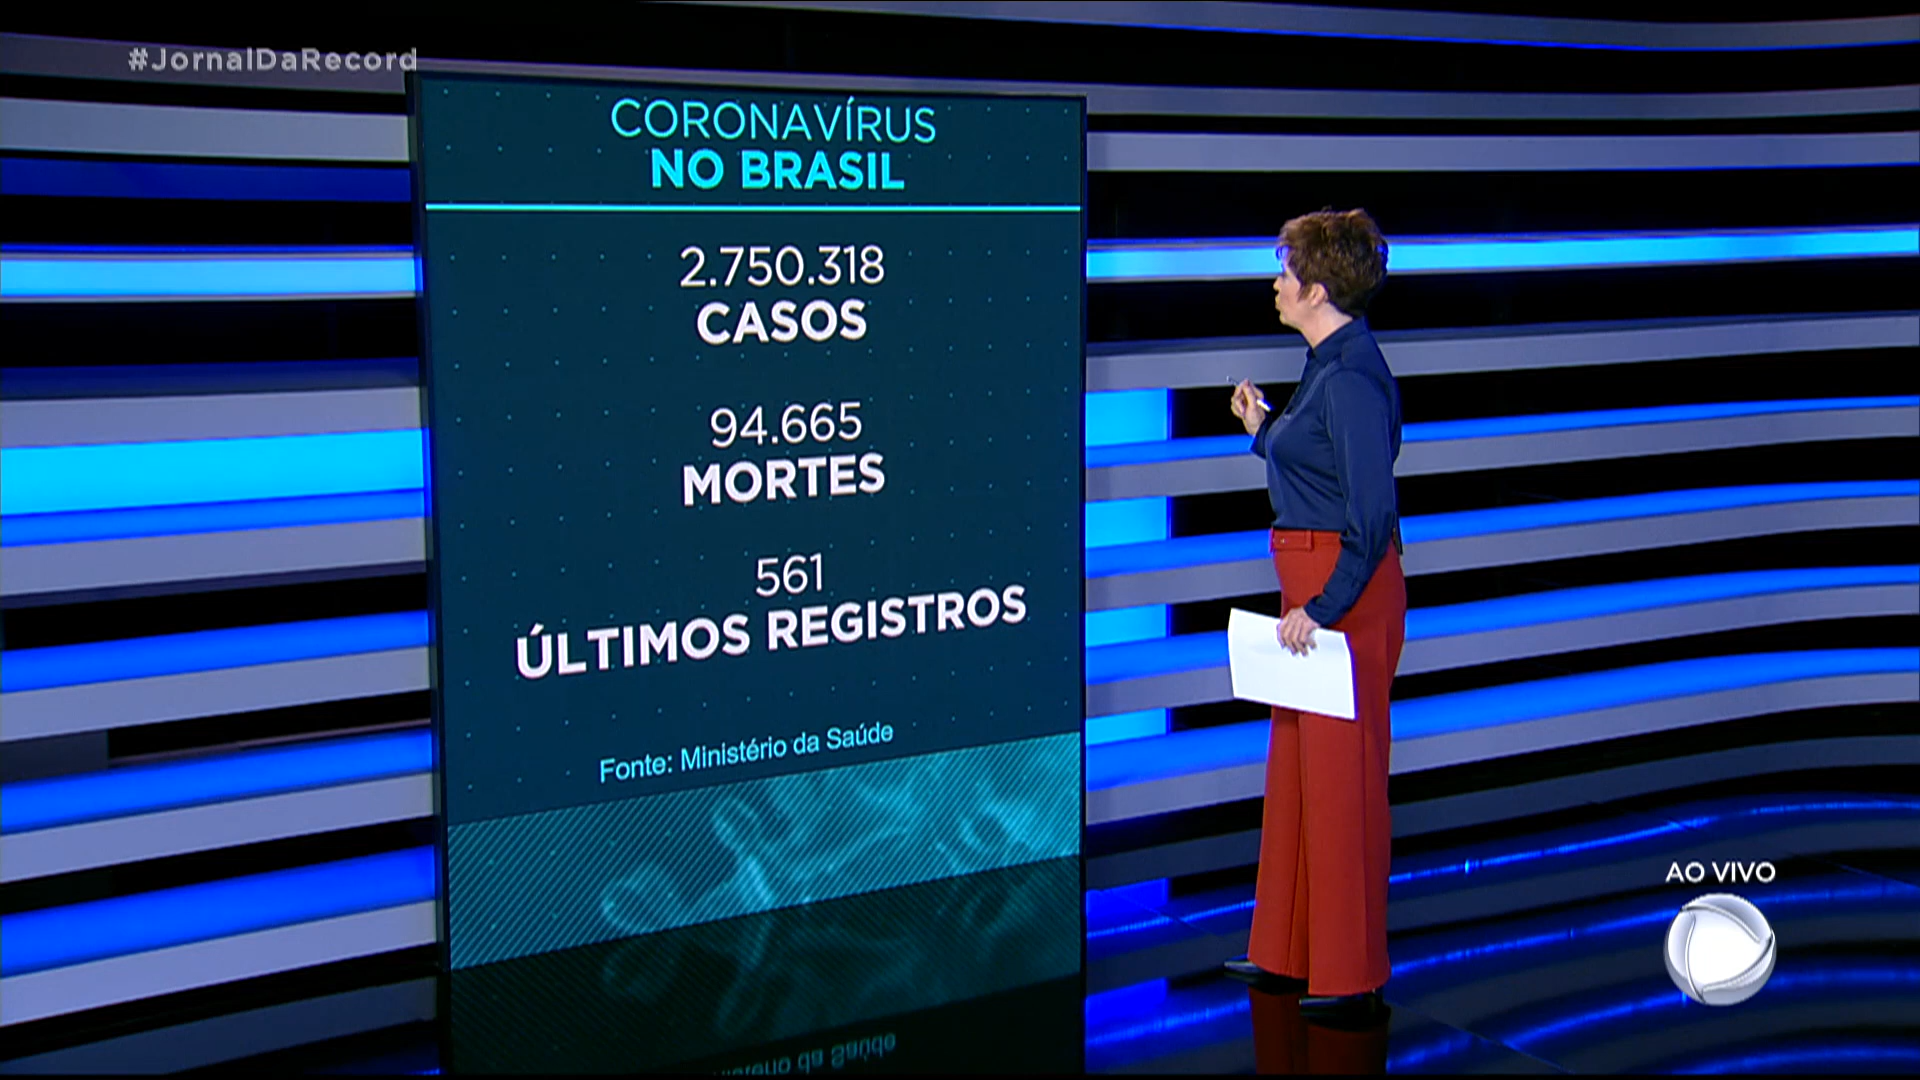 #JornalDaRecord
CORONAVÍRUS
NO BRASIL
2.750.318
CASOS
94.665
MORTES
561
ÚLTIMOS REGISTROS
Fonte: Ministério da Saúde
AO VIVO